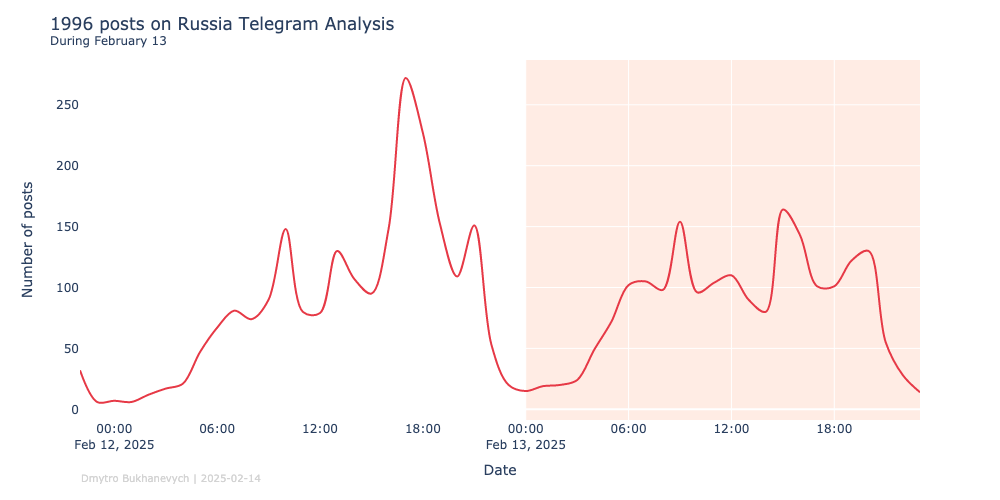 1996 posts on Russia Telegram Analysis
During February 13
Number of posts
250
200
150
100
50
0
00:00 06:00 12:00 18:00 00:00 06:00 12:00 18:00
Feb 12, 2025 Feb 13, 2025
Date
Dmytro Bukhanevych | 2025-02-14